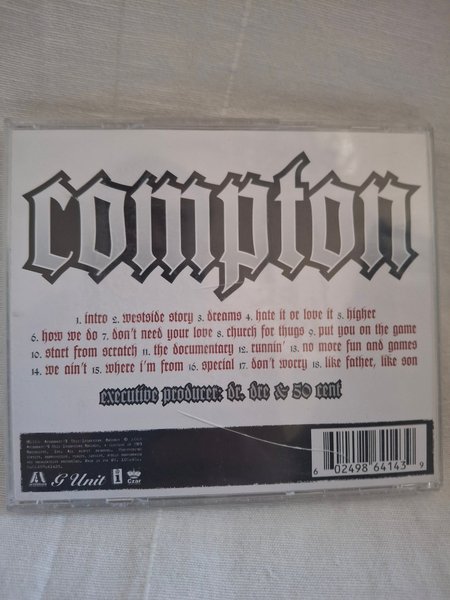 compton
1. intro 2. westside story 3. dreams 4. hate it or love it 5. higher
6. how we do 7. don't need your love 8. church for thugs 9. put you on the game
10. start from scratch 11. the documentary 12. runnin' 13. no more fun and games
14. we ain't 15. where i'm from 16. special 17. don't worry 18. like father, like son
executive producer: dr. dre & 50 cent
G Unit
Czar
6 02498 64143 9